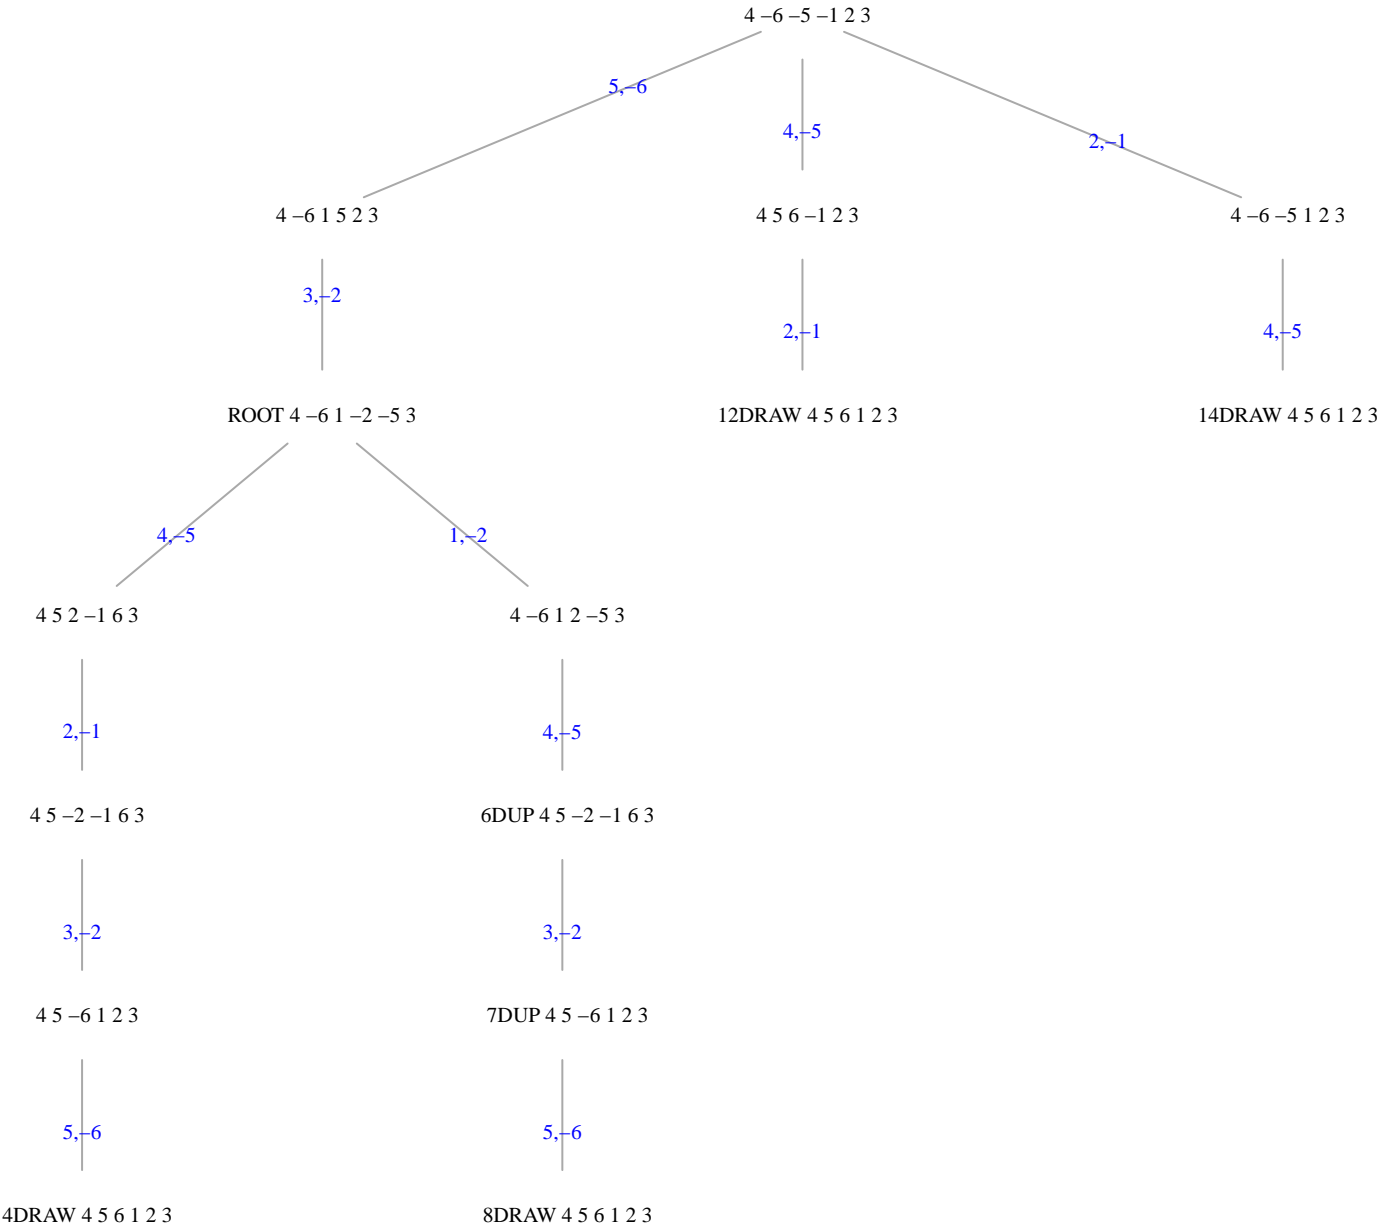 4 –6 –5 –1 2 3
5,–6
4,–5
2,–1
4 –6 1 5 2 3
4 5 6 –1 2 3
4 –6 –5 1 2 3
3,–2
2,–1
4,–5
ROOT 4 –6 1 –2 –5 3
12DRAW 4 5 6 1 2 3
14DRAW 4 5 6 1 2 3
4,–5
1,–2
4 5 2 –1 6 3
4 –6 1 2 –5 3
2,–1
4,–5
4 5 –2 –1 6 3
6DUP 4 5 –2 –1 6 3
3,–2
3,–2
4 5 –6 1 2 3
7DUP 4 5 –6 1 2 3
5,–6
5,–6
4DRAW 4 5 6 1 2 3
8DRAW 4 5 6 1 2 3